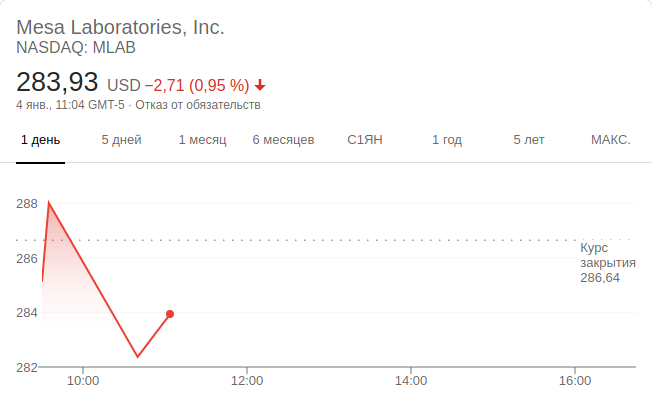 Mesa Laboratories, Inc.
NASDAQ: MLAB
283,93 USD −2,71 (0,95 %)
4 янв., 11:04 GMT-5 · Отказ от обязательств
1 день 5 дней 1 месяц 6 месяцев С1ЯН 1 год 5 лет МАКС.
288
Курс
286 закрытия
286,64
284
282
10:00 12:00 14:00 16:00